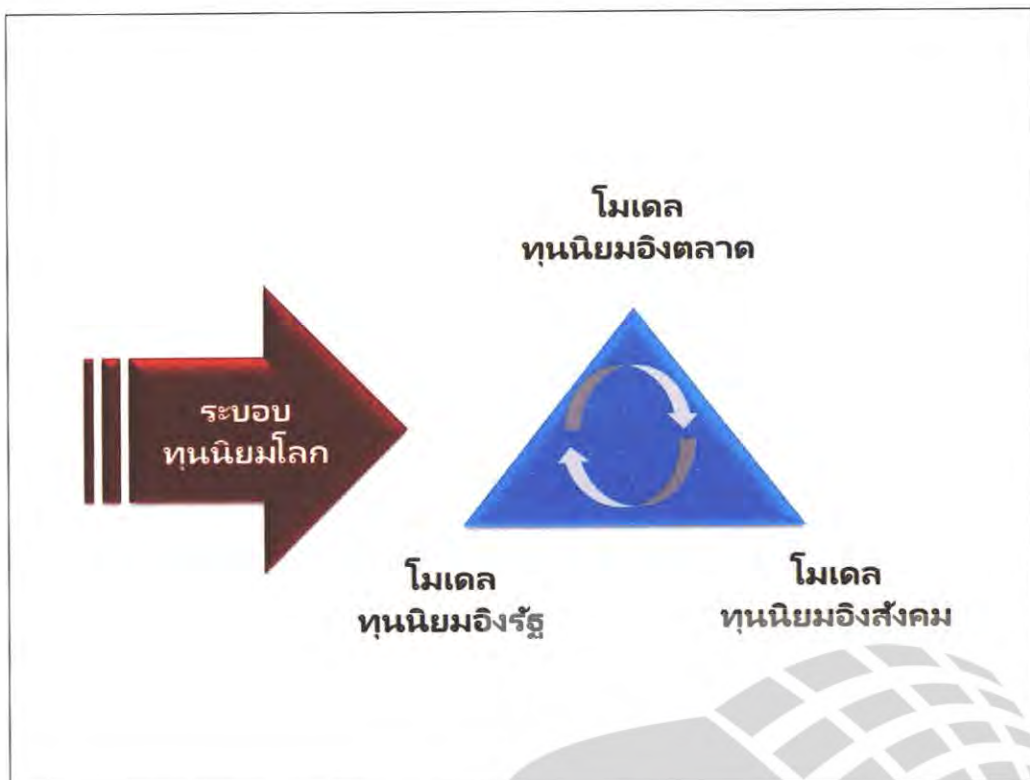 โมเดล
ทุนนิยมอิงตลาด
ระบอบ
ทุนนิยมโลก
โมเดล
ทุนนิยมอิงรัฐ
โมเดล
ทุนนิยมอิงสังคม